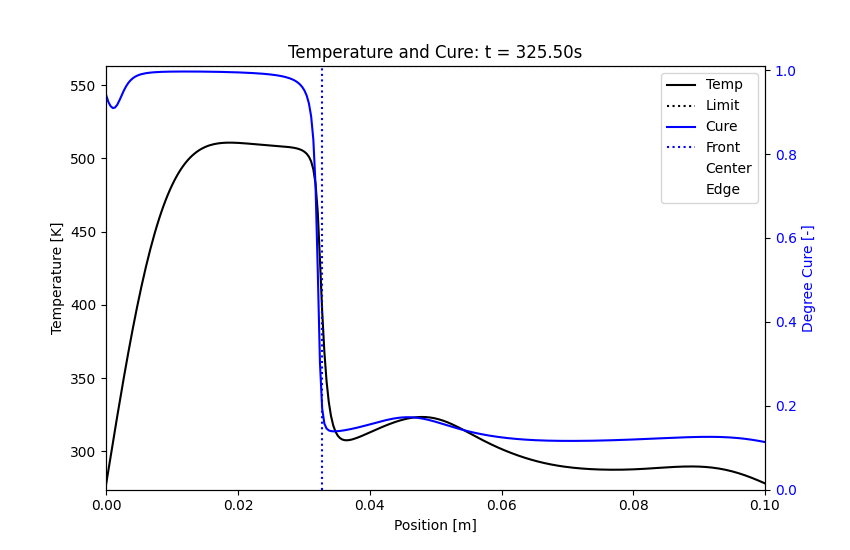 Temperature and Cure: t = 325.50s
Temperature [K]
550
500
450
400
350
300
Temp
Limit
Cure
Front
Center
Edge
1.0
0.8
0.6
0.4
0.2
0.0
Degree Cure [-]
0.00
0.02
0.04
0.06
0.08
0.10
Position [m]